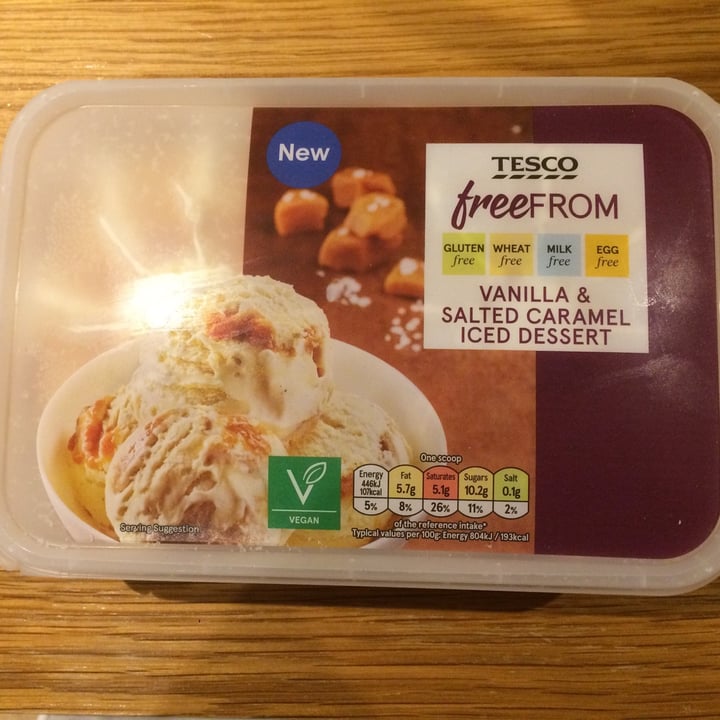 New
TESCO
freeFROM
GLUTEN free
WHEAT free
MILK free
EGG free
VANILLA &
SALTED CARAMEL
ICED DESSERT
V
VEGAN
Serving Suggestion
One scoop
Energy 446kJ 107kcal 5%
Fat 5.7g 8%
Saturates 5.1g 26%
Sugars 10.2g 11%
Salt 0.1g 2%
of the reference intake*
Typical values per 100g: Energy 804kJ / 193kcal